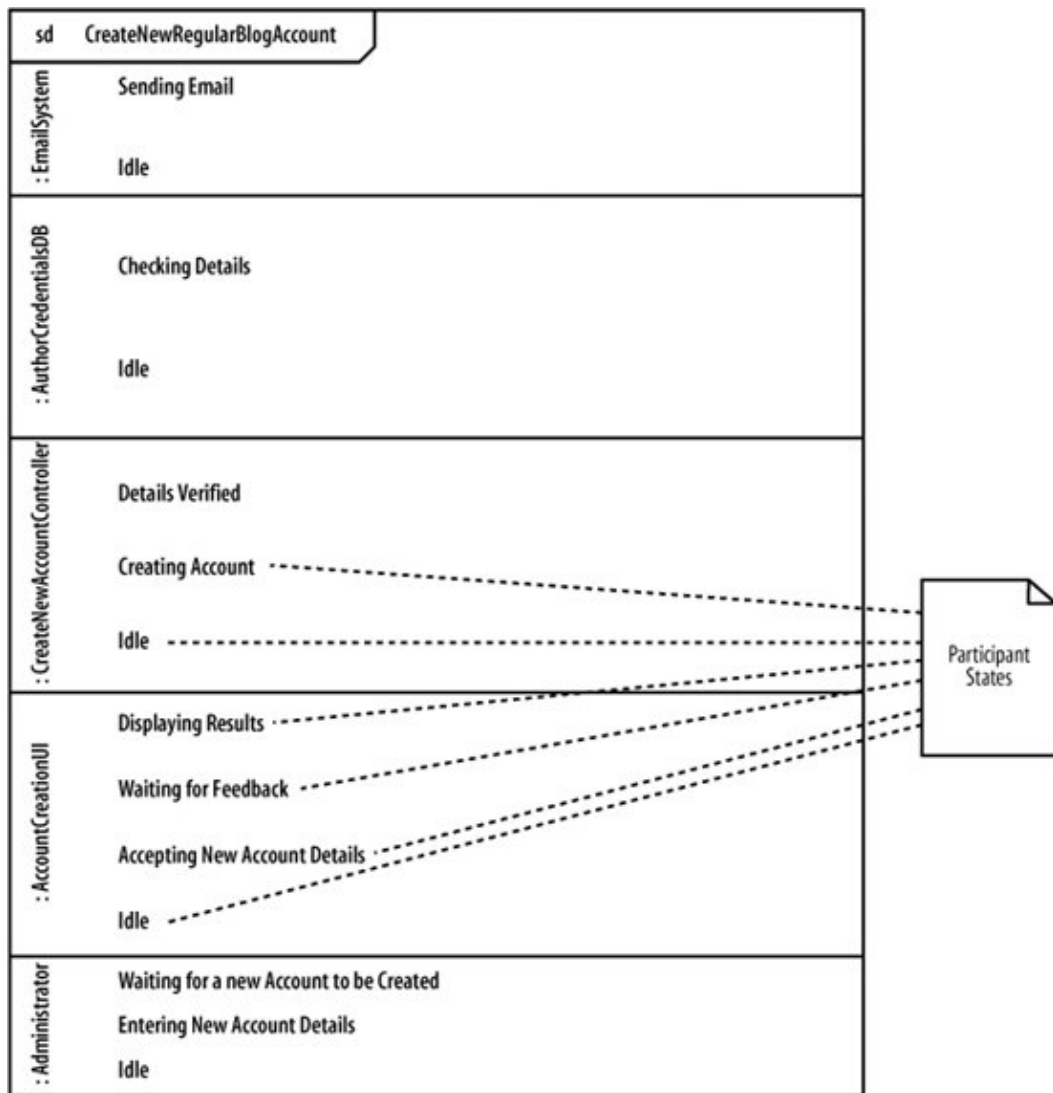 sd CreateNewRegularBlogAccount
: EmailSystem
Sending Email
Idle
: AuthorCredentialsDB
Checking Details
Idle
: CreateNewAccountController
Details Verified
Creating Account
Idle
Participant
States
: AccountCreationUI
Displaying Results
Waiting for Feedback
Accepting New Account Details
Idle
: Administrator
Waiting for a new Account to be Created
Entering New Account Details
Idle